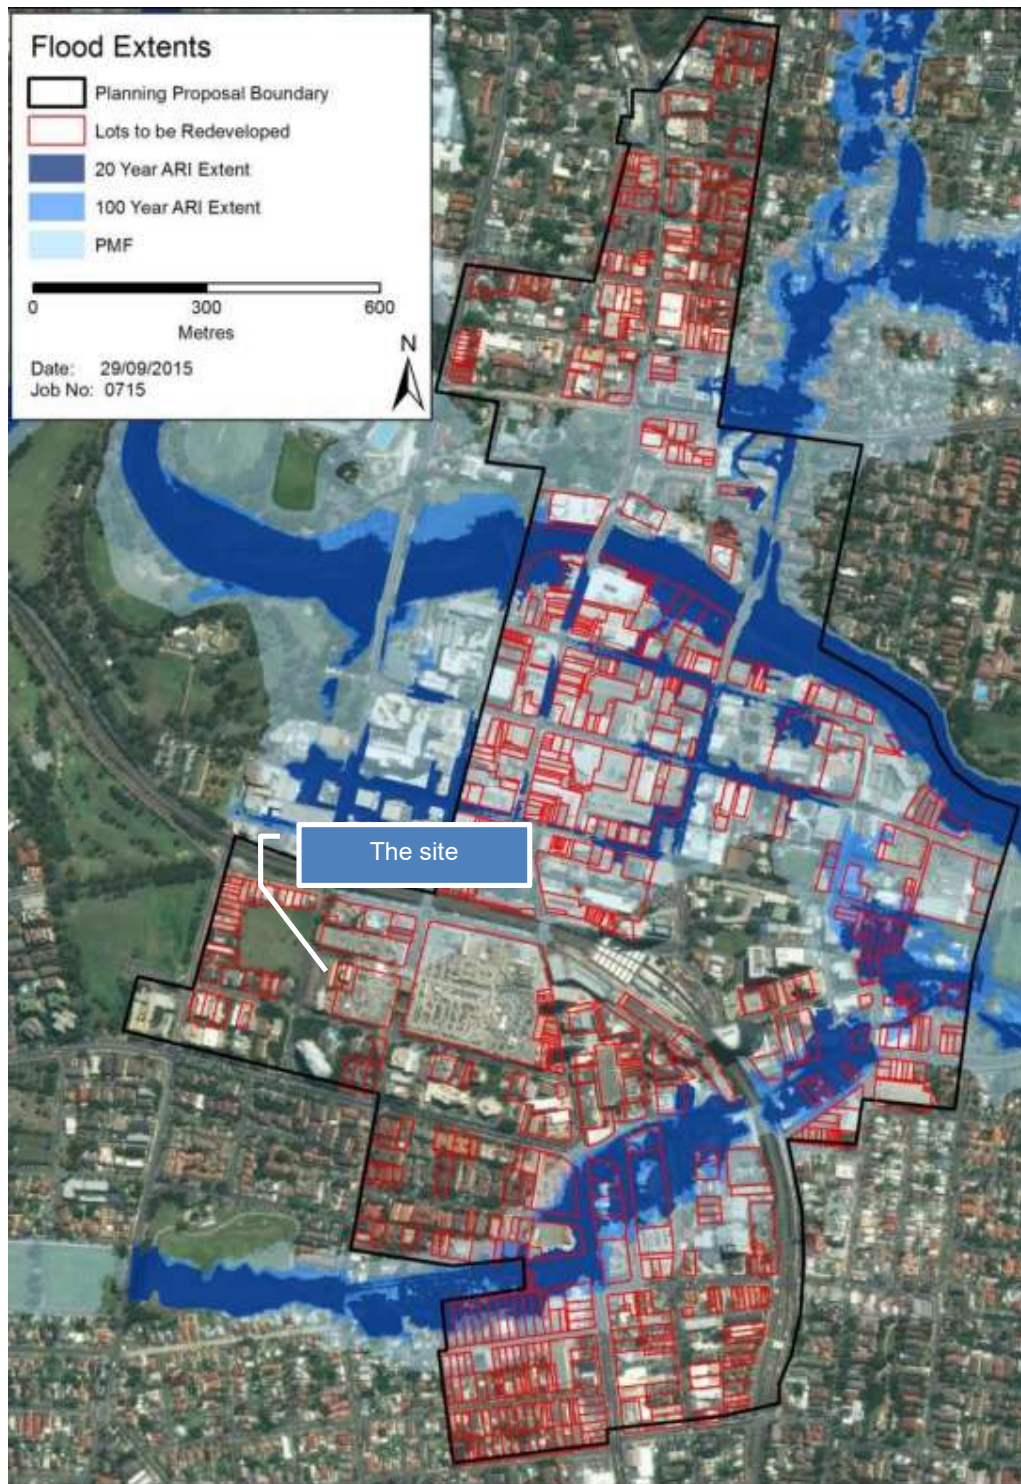 Flood Extents
Planning Proposal Boundary
Lots to be Redeveloped
20 Year ARI Extent
100 Year ARI Extent
PMF
0 300 600
Metres
N
Date: 29/09/2015
Job No: 0715
The site